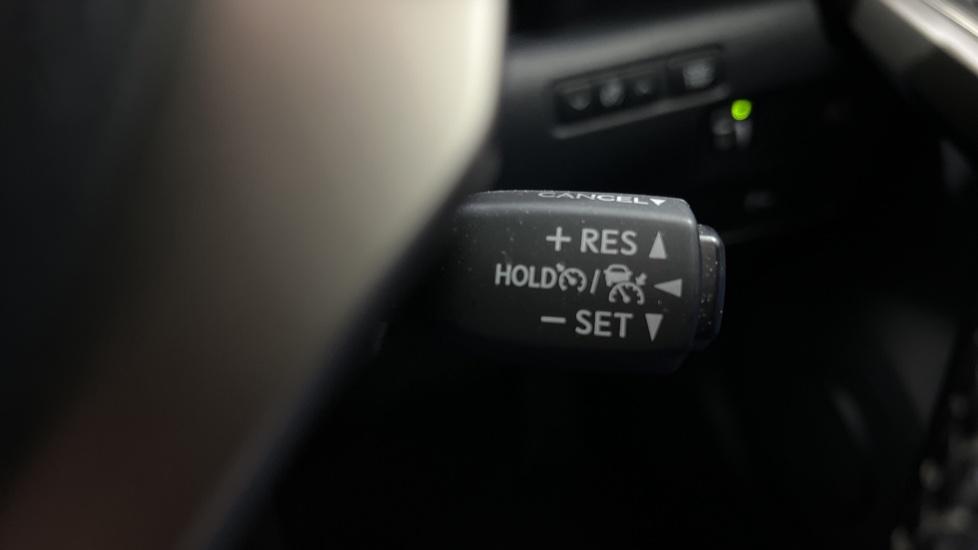 CANCEL ▼
+ RES ▲
HOLD / ◀
− SET ▼